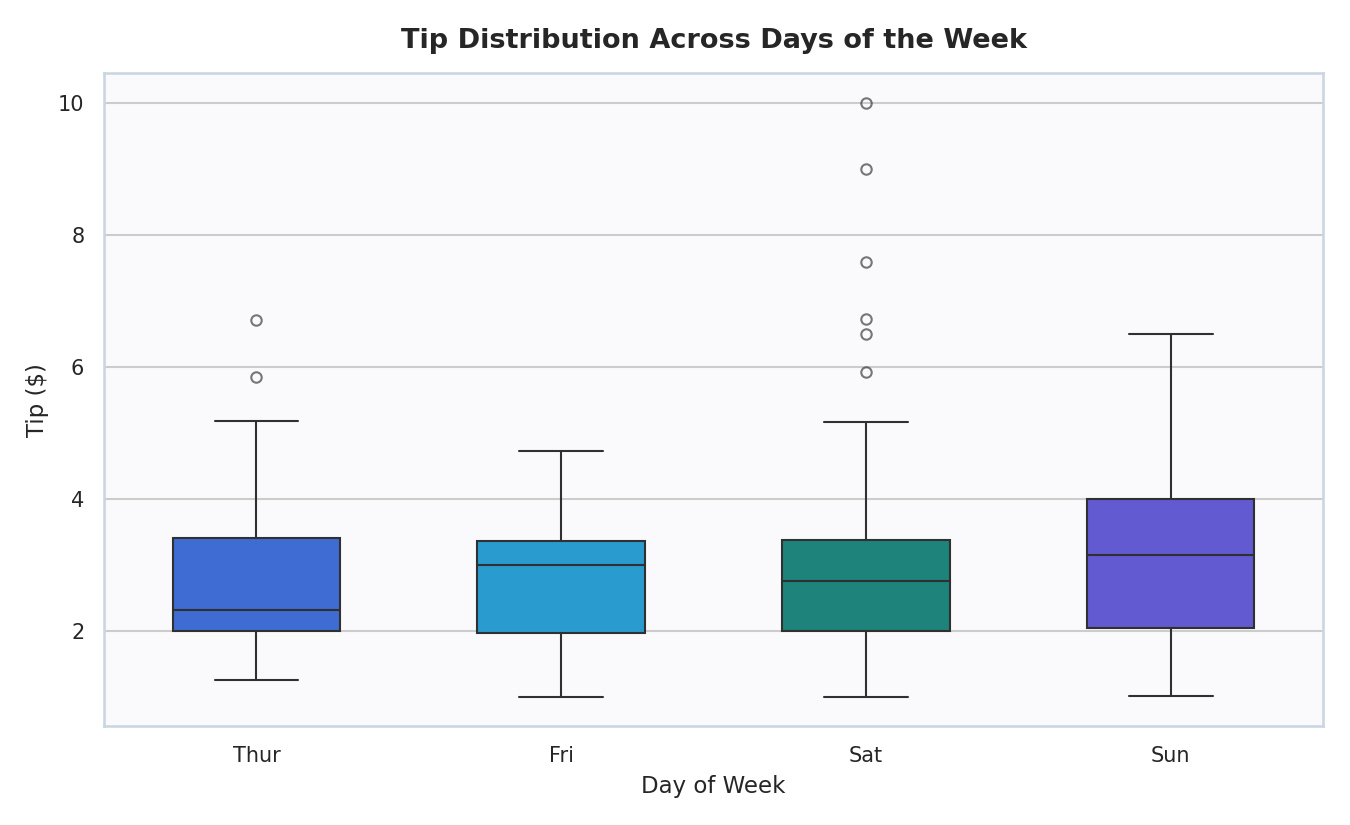 Tip Distribution Across Days of the Week
10
8
6
4
2
Tip ($)
Thur Fri Sat Sun
Day of Week